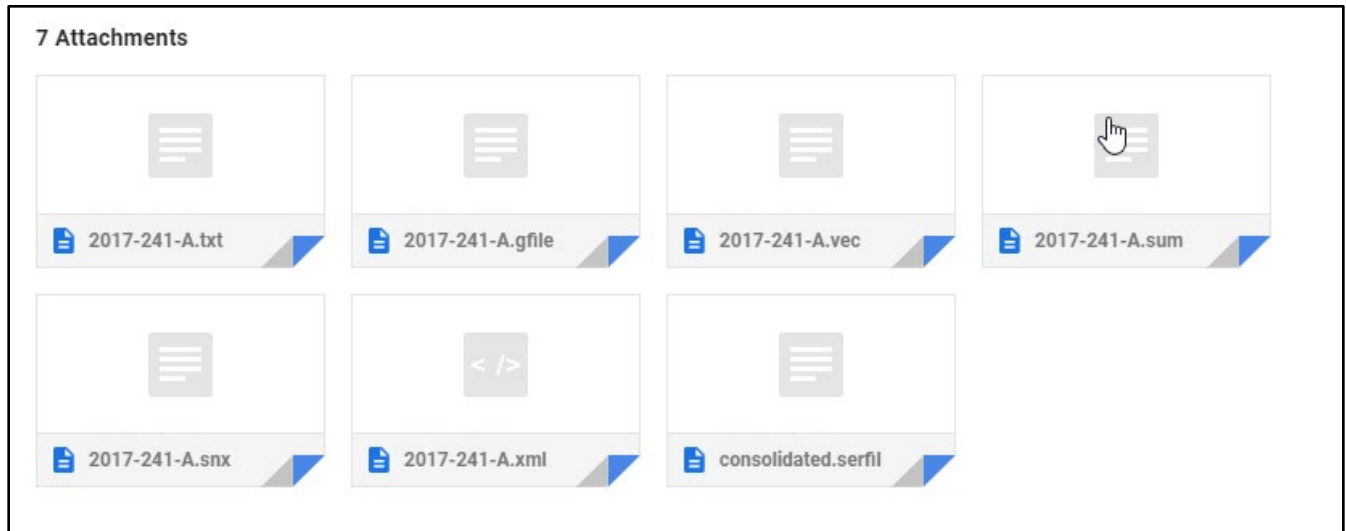 7 Attachments
2017-241-A.txt
2017-241-A.gfile
2017-241-A.vec
2017-241-A.sum
</>
2017-241-A.snx
2017-241-A.xml
consolidated.serfil